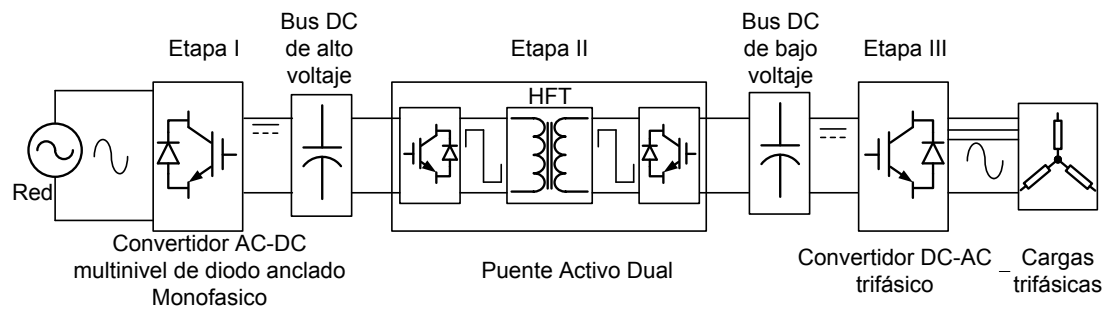 Etapa I
Bus DC
de alto
voltaje
Etapa II
Bus DC
de bajo
voltaje
Etapa III
HFT
Red
Convertidor AC-DC
multinivel de diodo anclado
Monofasico
Puente Activo Dual
Convertidor DC-AC
trifásico
Cargas
trifásicas